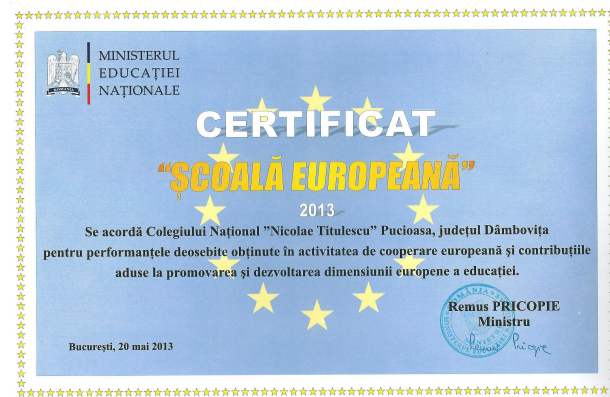 MINISTERUL
EDUCAȚIEI
NAȚIONALE
CERTIFICAT
"ȘCOALĂ EUROPEANĂ"
2013
Se acordă Colegiului Național "Nicolae Titulescu" Pucioasa, județul Dâmbovița
pentru performanțele deosebite obținute în activitatea de cooperare europeană și contribuțiile
aduse la promovarea și dezvoltarea dimensiunii europene a educației.
Remus PRICOPIE
Ministru
București, 20 mai 2013